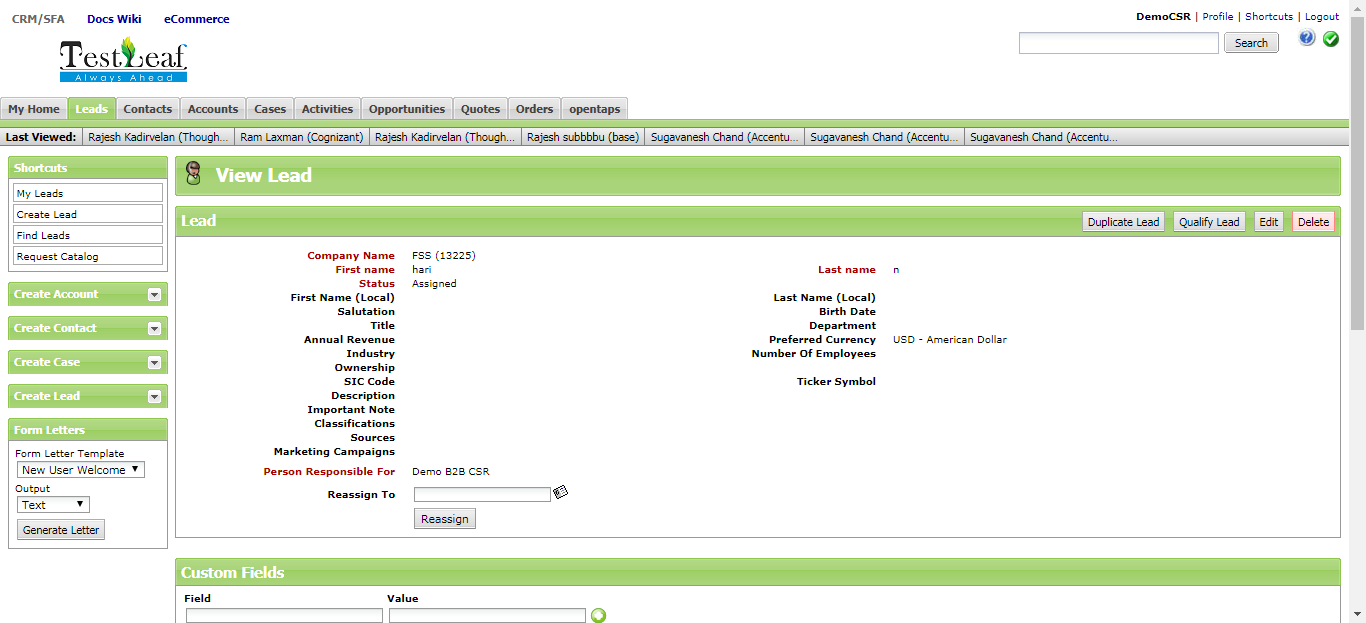 CRM/SFA Docs Wiki eCommerce
DemoCSR | Profile | Shortcuts | Logout
TestLeaf
Always Ahead
Search
My Home Leads Contacts Accounts Cases Activities Opportunities Quotes Orders opentaps
Last Viewed: Rajesh Kadirvelan (Though... Ram Laxman (Cognizant) Rajesh Kadirvelan (Though... Rajesh subbbbu (base) Sugavanesh Chand (Accentu... Sugavanesh Chand (Accentu... Sugavanesh Chand (Accentu...
Shortcuts
My Leads
Create Lead
Find Leads
Request Catalog
Create Account
Create Contact
Create Case
Create Lead
Form Letters
Form Letter Template
New User Welcome
Output
Text
Generate Letter
View Lead
Lead
Duplicate Lead Qualify Lead Edit Delete
Company Name FSS (13225)
First name hari Last name n
Status Assigned
First Name (Local) Last Name (Local)
Salutation Birth Date
Title Department
Annual Revenue Preferred Currency USD - American Dollar
Industry Number Of Employees
Ownership
SIC Code Ticker Symbol
Description
Important Note
Classifications
Sources
Marketing Campaigns
Person Responsible For Demo B2B CSR
Reassign To
Reassign
Custom Fields
Field Value